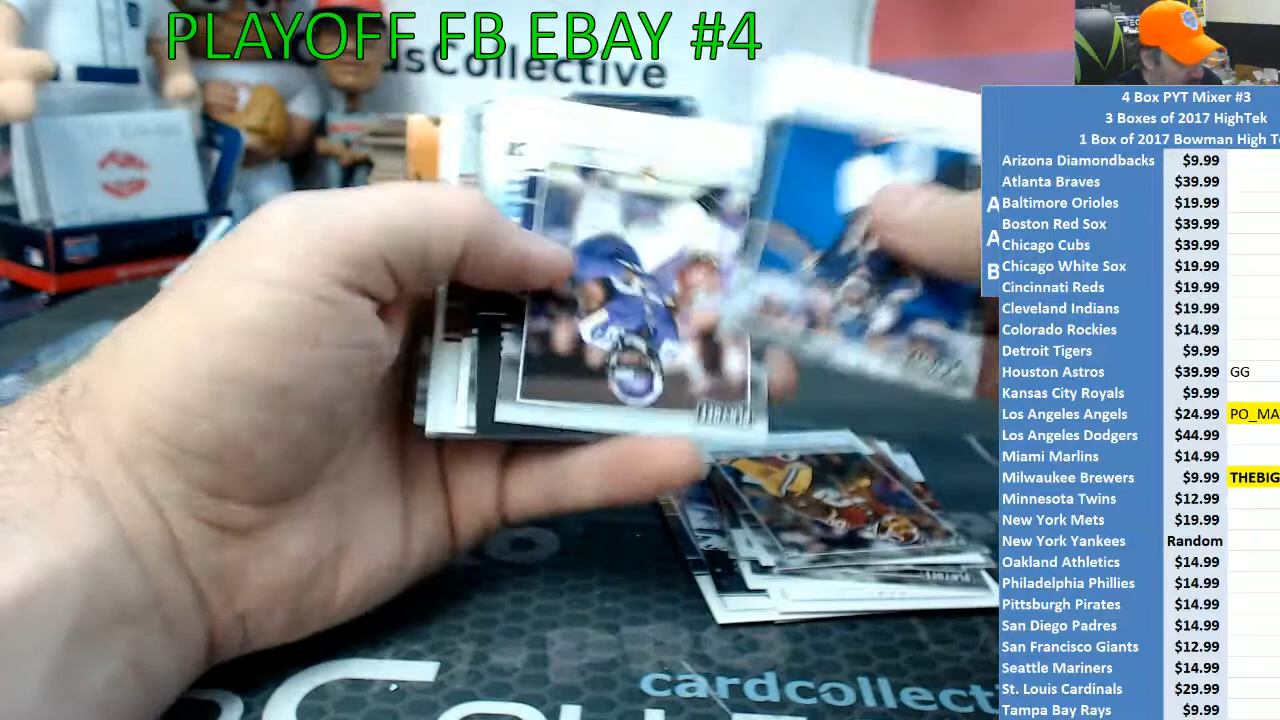 PLAYOFF FB EBAY #4
dsCollective
4 Box PYT Mixer #3
3 Boxes of 2017 HighTek
1 Box of 2017 Bowman High T
Arizona Diamondbacks $9.99
Atlanta Braves $39.99
A Baltimore Orioles $19.99
Boston Red Sox $39.99
A Chicago Cubs $39.99
B Chicago White Sox $19.99
Cincinnati Reds $19.99
Cleveland Indians $19.99
Colorado Rockies $14.99
Detroit Tigers $9.99
Houston Astros $39.99 GG
Kansas City Royals $9.99
Los Angeles Angels $24.99 PO_MA
Los Angeles Dodgers $44.99
Miami Marlins $14.99
Milwaukee Brewers $9.99 THEBIG
Minnesota Twins $12.99
New York Mets $19.99
New York Yankees Random
Oakland Athletics $14.99
Philadelphia Phillies $14.99
Pittsburgh Pirates $14.99
San Diego Padres $14.99
San Francisco Giants $12.99
Seattle Mariners $14.99
St. Louis Cardinals $29.99
Tampa Bay Rays $9.99
cardcollect